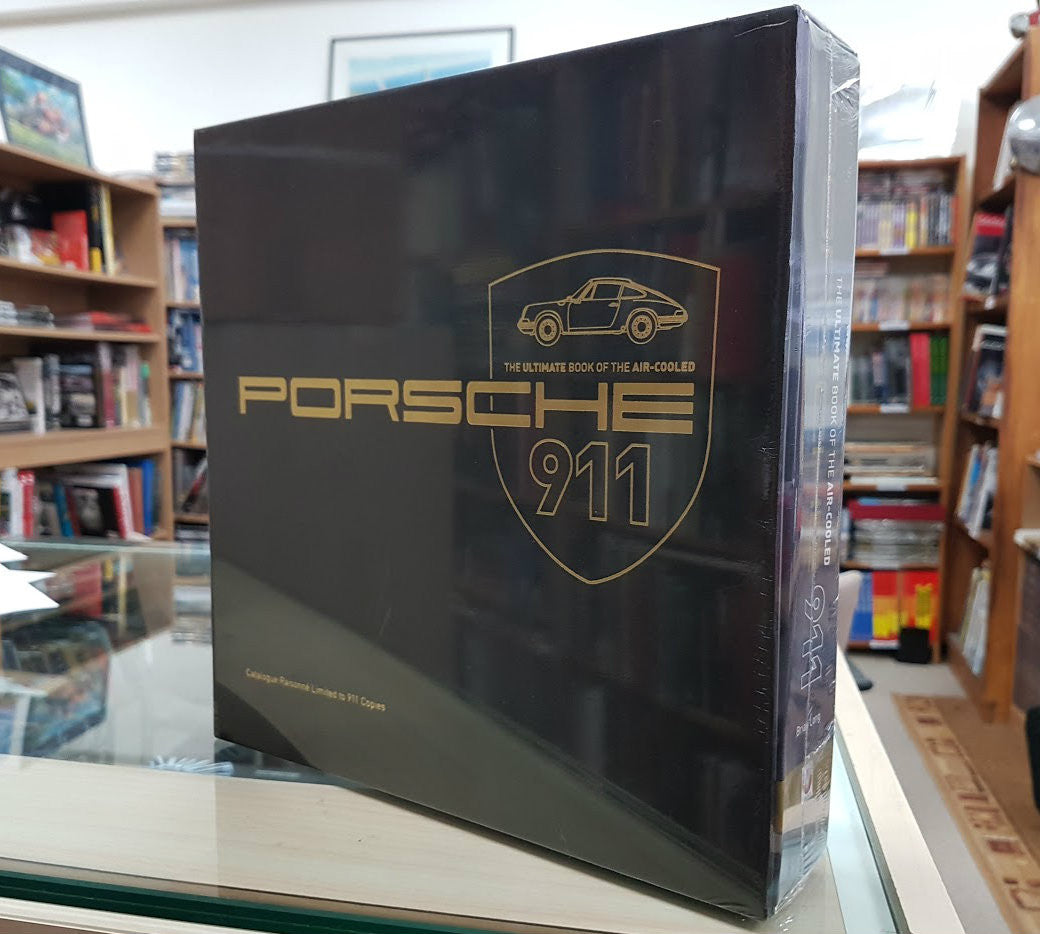 THE ULTIMATE BOOK OF THE AIR-COOLED
PORSCHE
911
Catalogue Raisonné Limited to 911 Copies
THE ULTIMATE BOOK OF THE AIR-COOLED
911
Long